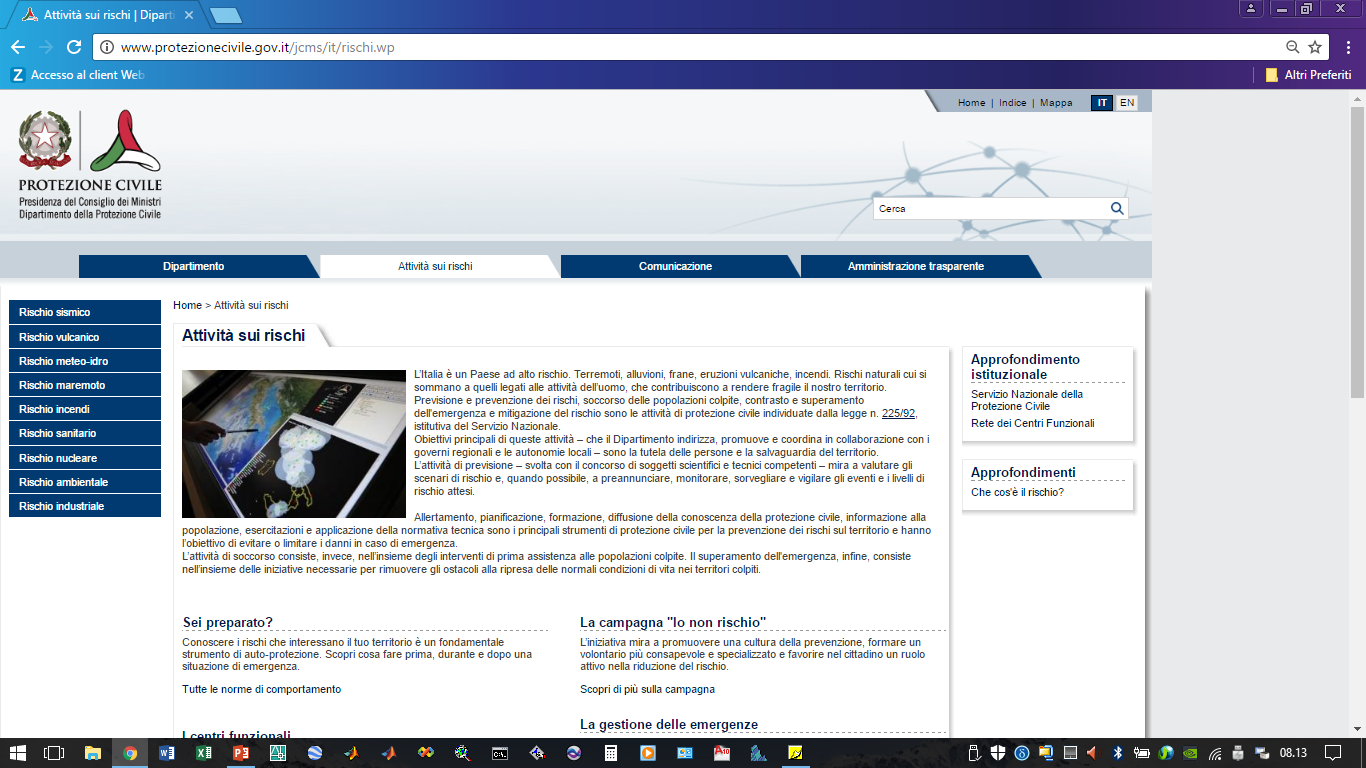 Attività sui rischi | Diparti
www.protezionecivile.gov.it/jcms/it/rischi.wp
Accesso al client Web
Altri Preferiti
Home | Indice | Mappa IT EN
PROTEZIONE CIVILE
Presidenza del Consiglio dei Ministri
Dipartimento della Protezione Civile
Cerca
Dipartimento
Attività sui rischi
Comunicazione
Amministrazione trasparente
Rischio sismico
Rischio vulcanico
Rischio meteo-idro
Rischio maremoto
Rischio incendi
Rischio sanitario
Rischio nucleare
Rischio ambientale
Rischio industriale
Home > Attività sui rischi
Attività sui rischi
L'Italia è un Paese ad alto rischio. Terremoti, alluvioni, frane, eruzioni vulcaniche, incendi. Rischi naturali cui si
sommano a quelli legati alle attività dell'uomo, che contribuiscono a rendere fragile il nostro territorio.
Previsione e prevenzione dei rischi, soccorso delle popolazioni colpite, contrasto e superamento
dell'emergenza e mitigazione del rischio sono le attività di protezione civile individuate dalla legge n. 225/92,
istitutiva del Servizio Nazionale.
Obiettivi principali di queste attività – che il Dipartimento indirizza, promuove e coordina in collaborazione con i
governi regionali e le autonomie locali – sono la tutela delle persone e la salvaguardia del territorio.
L'attività di previsione – svolta con il concorso di soggetti scientifici e tecnici competenti – mira a valutare gli
scenari di rischio e, quando possibile, a preannunciare, monitorare, sorvegliare e vigilare gli eventi e i livelli di
rischio attesi.
Allertamento, pianificazione, formazione, diffusione della conoscenza della protezione civile, informazione alla
popolazione, esercitazioni e applicazione della normativa tecnica sono i principali strumenti di protezione civile per la prevenzione dei rischi sul territorio e hanno
l'obiettivo di evitare o limitare i danni in caso di emergenza.
L'attività di soccorso consiste, invece, nell'insieme degli interventi di prima assistenza alle popolazioni colpite. Il superamento dell'emergenza, infine, consiste
nell'insieme delle iniziative necessarie per rimuovere gli ostacoli alla ripresa delle normali condizioni di vita nei territori colpiti.
Approfondimento
istituzionale
Servizio Nazionale della
Protezione Civile
Rete dei Centri Funzionali
Approfondimenti
Che cos'è il rischio?
Sei preparato?
Conoscere i rischi che interessano il tuo territorio è un fondamentale
strumento di auto-protezione. Scopri cosa fare prima, durante e dopo una
situazione di emergenza.
Tutte le norme di comportamento
I centri funzionali
La campagna "Io non rischio"
L'iniziativa mira a promuovere una cultura della prevenzione, formare un
volontario più consapevole e specializzato e favorire nel cittadino un ruolo
attivo nella riduzione del rischio.
Scopri di più sulla campagna
La gestione delle emergenze
08.13